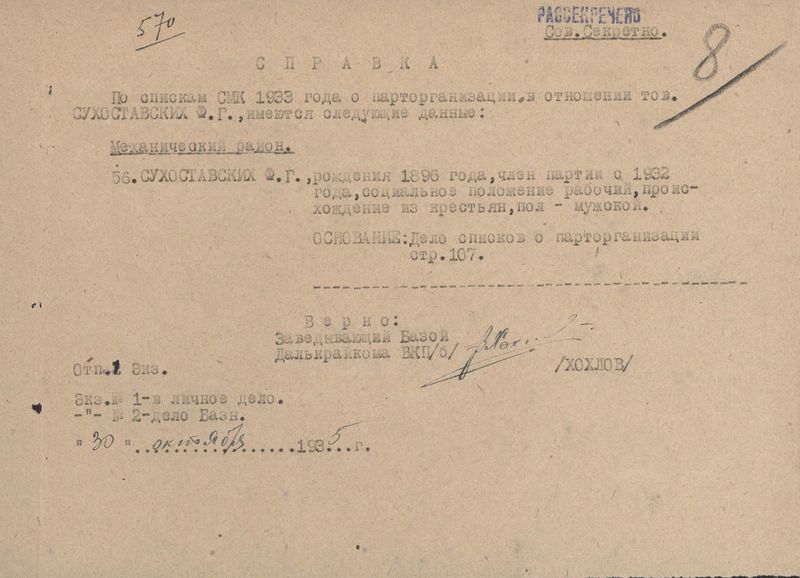 570
РАССЕКРЕЧЕНО
Сов.Секретно.
8
С П Р А В К А
По спискам СМК 1933 года о парторганизации,в отношении тов.
СУХОСТАВСКИХ Ф.Г.,имеются следующие данные:
Механический район.
56.СУХОСТАВСКИХ Ф.Г.,рождения 1896 года,член партии с 1932
года,социальное положение рабочий,проис-
хождение из крестьян,пол - мужской.
ОСНОВАНИЕ:Дело списков о парторганизации
стр.107.
В е р н о:
Заведывающий Базой
Далькрайкома ВКП/б/
/ХОХЛОВ/
Отп. Экз.
Экз.№ 1-в личное дело.
-"- № 2-дело Базы.
"30" октября 1935 г.